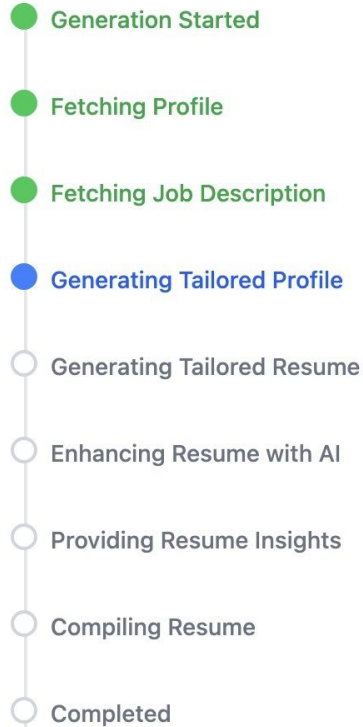 Generation Started
Fetching Profile
Fetching Job Description
Generating Tailored Profile
Generating Tailored Resume
Enhancing Resume with AI
Providing Resume Insights
Compiling Resume
Completed